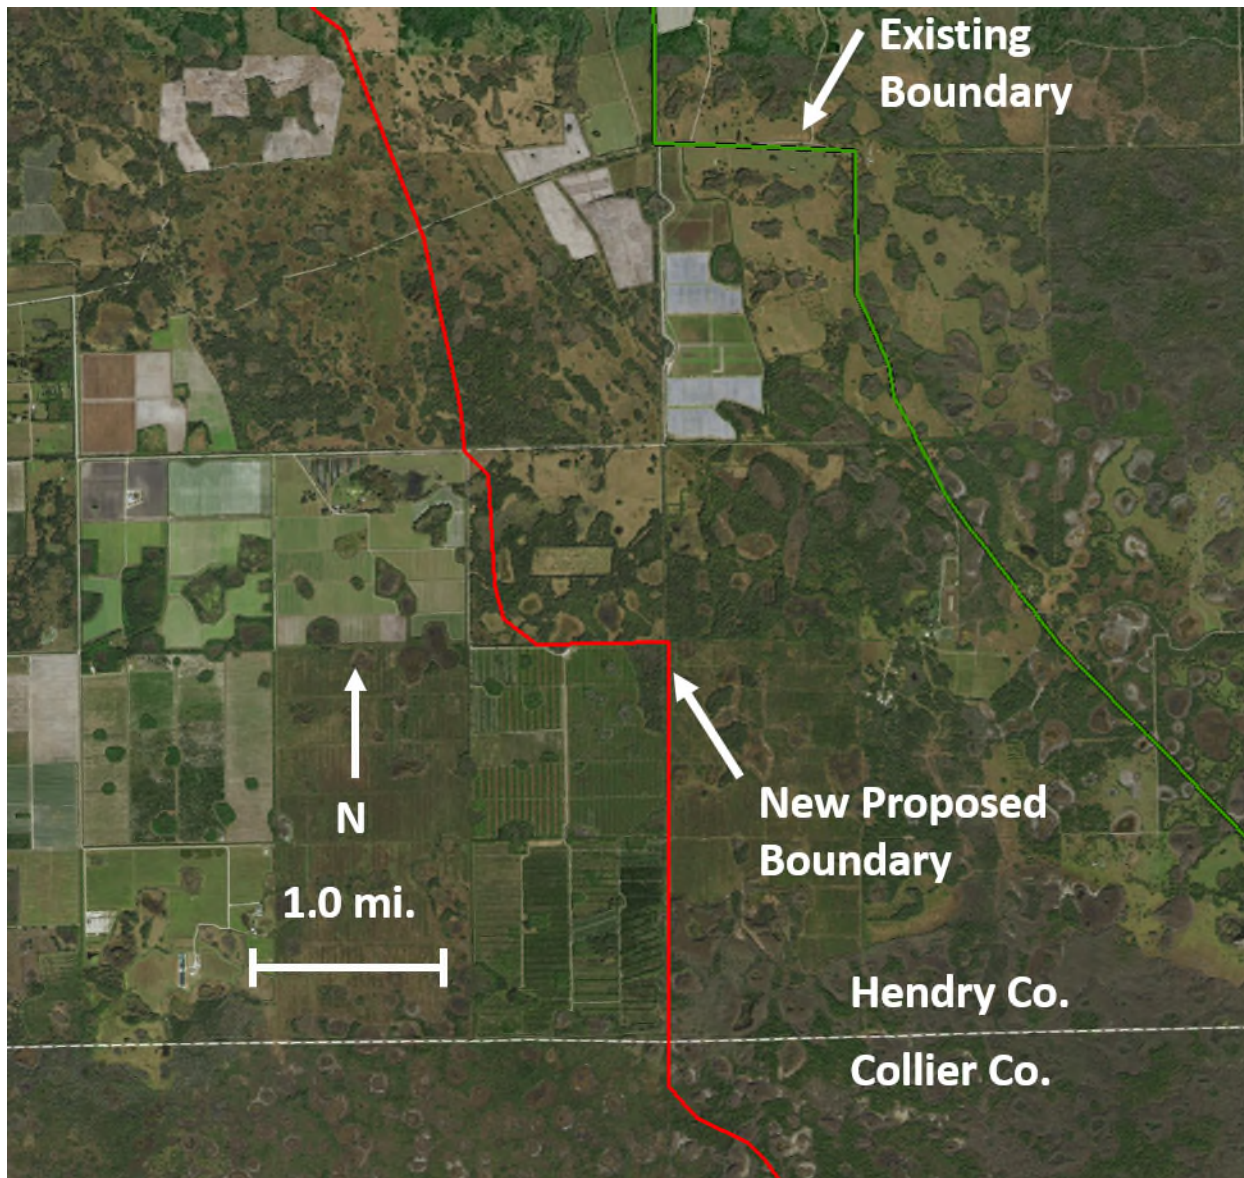 Existing
Boundary
N
New Proposed
Boundary
1.0 mi.
Hendry Co.
Collier Co.